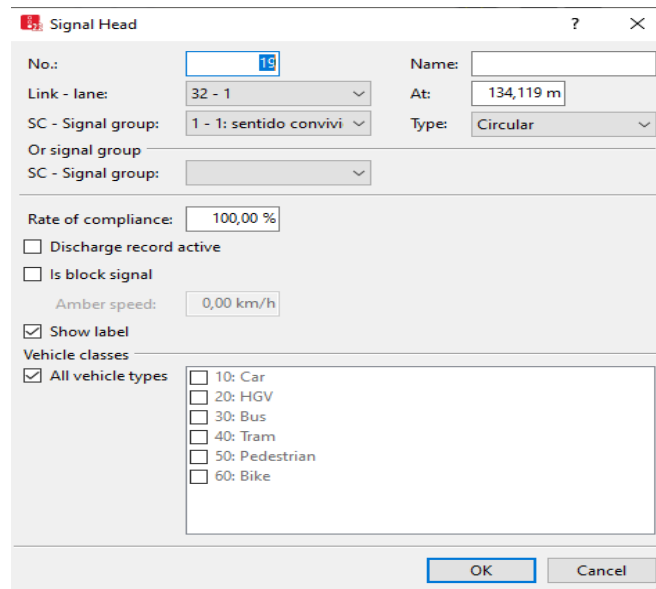 Signal Head ? ×
No.: 19 Name:
Link - lane: 32 - 1 At: 134,119 m
SC - Signal group: 1 - 1: sentido convivi Type: Circular
Or signal group
SC - Signal group:
Rate of compliance: 100,00 %
Discharge record active
Is block signal
Amber speed: 0,00 km/h
Show label
Vehicle classes
All vehicle types
10: Car
20: HGV
30: Bus
40: Tram
50: Pedestrian
60: Bike
OK Cancel